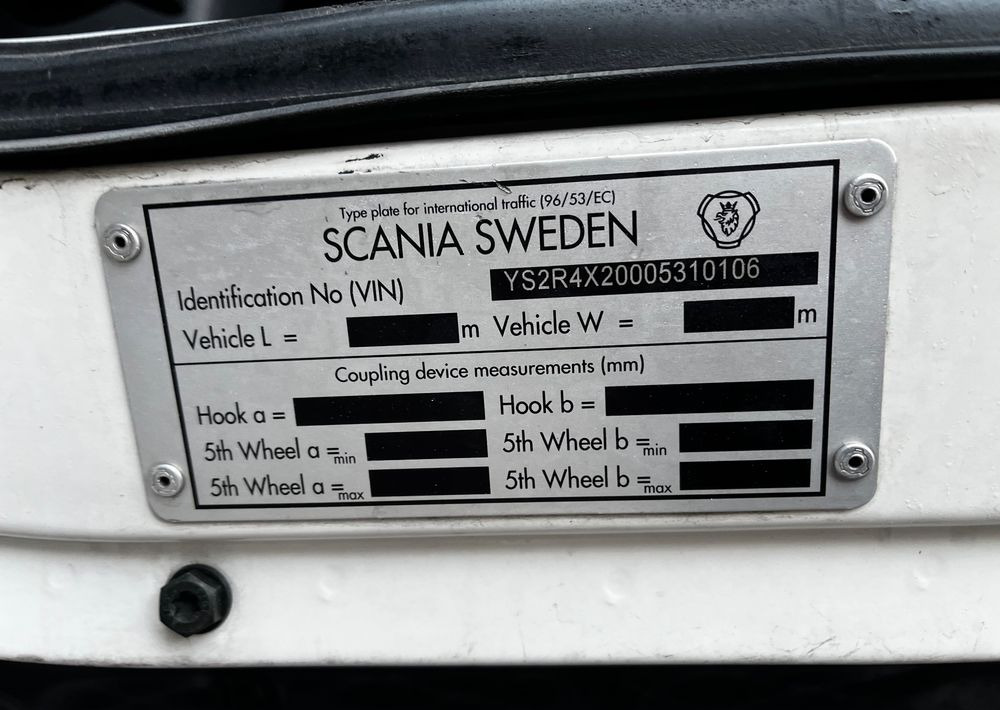 Type plate for international traffic (96/53/EC)
SCANIA SWEDEN
Identification No (VIN) YS2R4X20005310106
Vehicle L = m Vehicle W = m
Coupling device measurements (mm)
Hook a = Hook b =
5th Wheel a =min 5th Wheel b =min
5th Wheel a =max 5th Wheel b =max